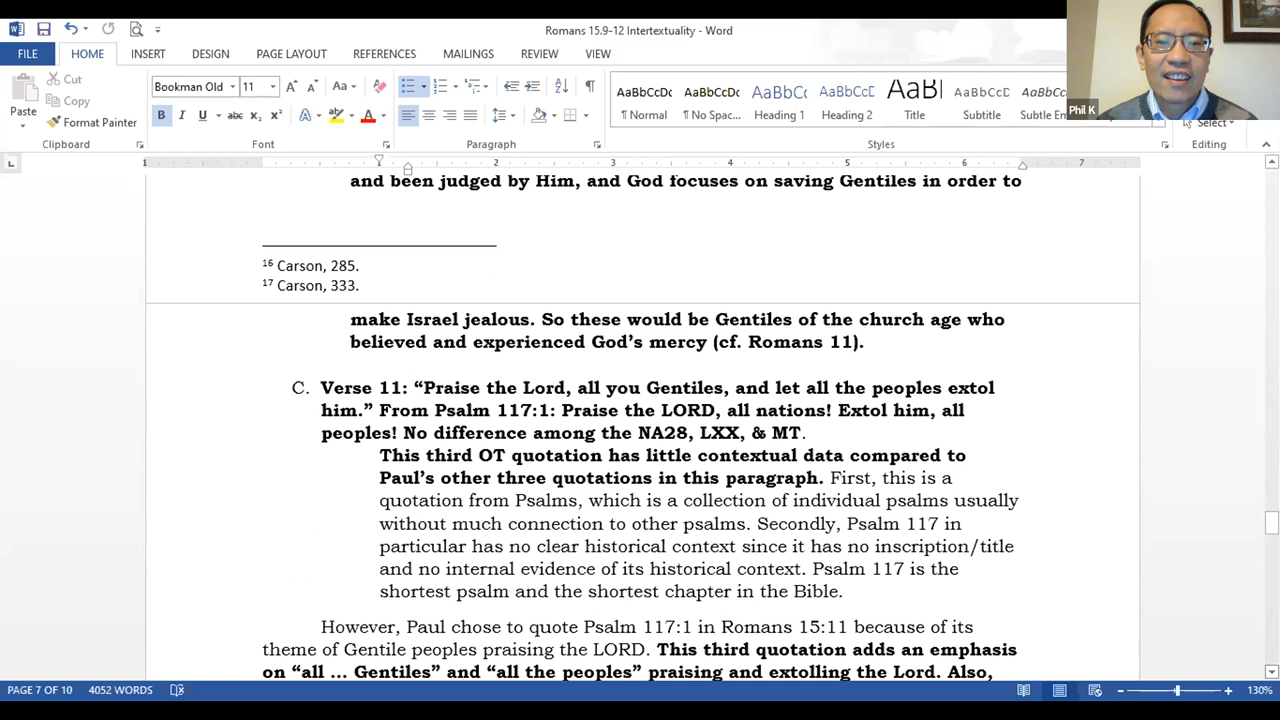 Romans 15.9-12 Intertextuality - Word
FILE HOME INSERT DESIGN PAGE LAYOUT REFERENCES MAILINGS REVIEW VIEW
Paste
Cut
Copy
Format Painter
Clipboard
Bookman Old 11
Font
Paragraph
AaBbCcDc AaBbCcDc AaBbCc AaBbCcD AaBl AaBbCcD AaBbCc
¶ Normal ¶ No Spac... Heading 1 Heading 2 Title Subtitle Subtle Em
Styles
Select
Editing
Phil K
1 1 2 3 4 5 6 7
and been judged by Him, and God focuses on saving Gentiles in order to
16 Carson, 285.
17 Carson, 333.
make Israel jealous. So these would be Gentiles of the church age who
believed and experienced God’s mercy (cf. Romans 11).
C. Verse 11: “Praise the Lord, all you Gentiles, and let all the peoples extol
him.” From Psalm 117:1: Praise the LORD, all nations! Extol him, all
peoples! No difference among the NA28, LXX, & MT.
This third OT quotation has little contextual data compared to
Paul’s other three quotations in this paragraph. First, this is a
quotation from Psalms, which is a collection of individual psalms usually
without much connection to other psalms. Secondly, Psalm 117 in
particular has no clear historical context since it has no inscription/title
and no internal evidence of its historical context. Psalm 117 is the
shortest psalm and the shortest chapter in the Bible.
However, Paul chose to quote Psalm 117:1 in Romans 15:11 because of its
theme of Gentile peoples praising the LORD. This third quotation adds an emphasis
on “all ... Gentiles” and “all the peoples” praising and extolling the Lord. Also,
PAGE 7 OF 10 4052 WORDS 130%